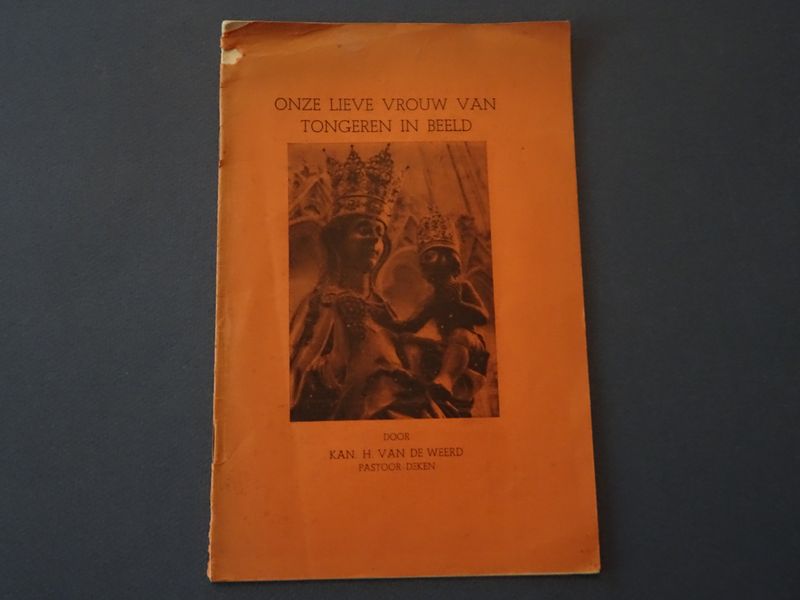 ONZE LIEVE VROUW VAN
TONGEREN IN BEELD
DOOR
KAN. H. VAN DE WEERD
PASTOOR-DEKEN